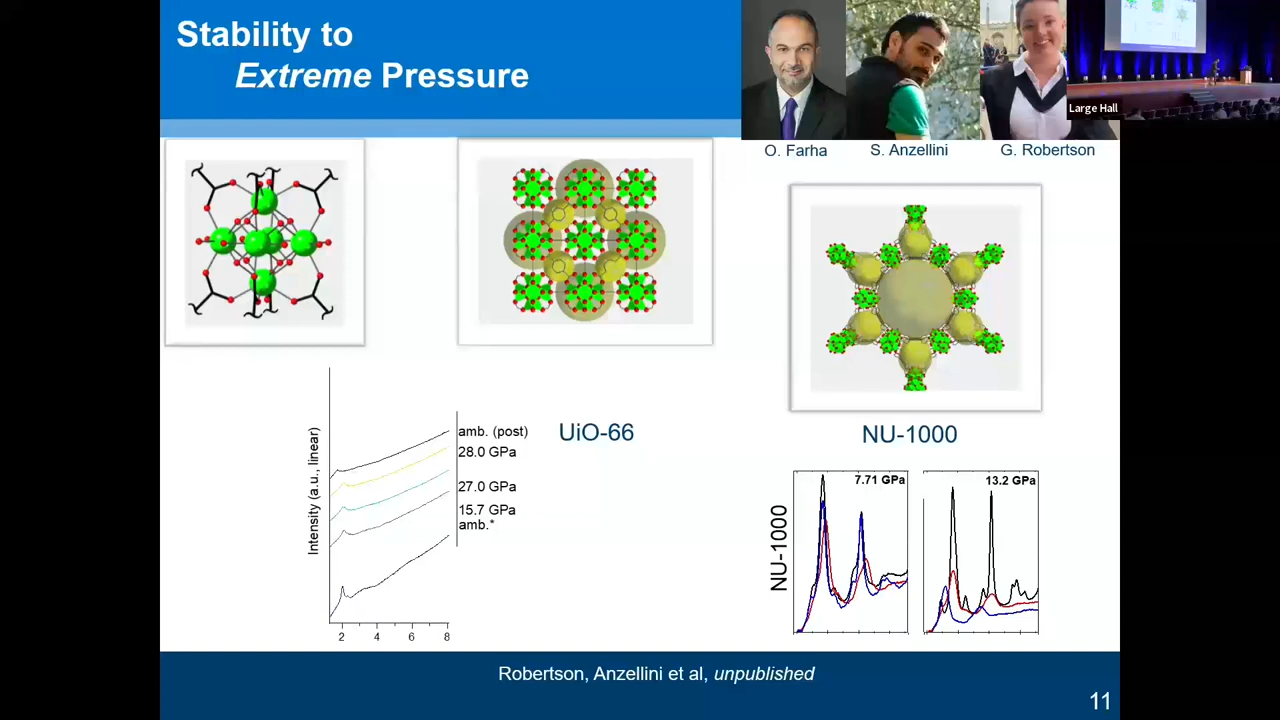 Stability to
Extreme Pressure
Large Hall
O. Farha
S. Anzellini
G. Robertson
UiO-66
NU-1000
Intensity (a.u., linear)
amb. (post)
28.0 GPa
27.0 GPa
15.7 GPa
amb.*
2 4 6 8
NU-1000
7.71 GPa
13.2 GPa
Robertson, Anzellini et al, unpublished
11